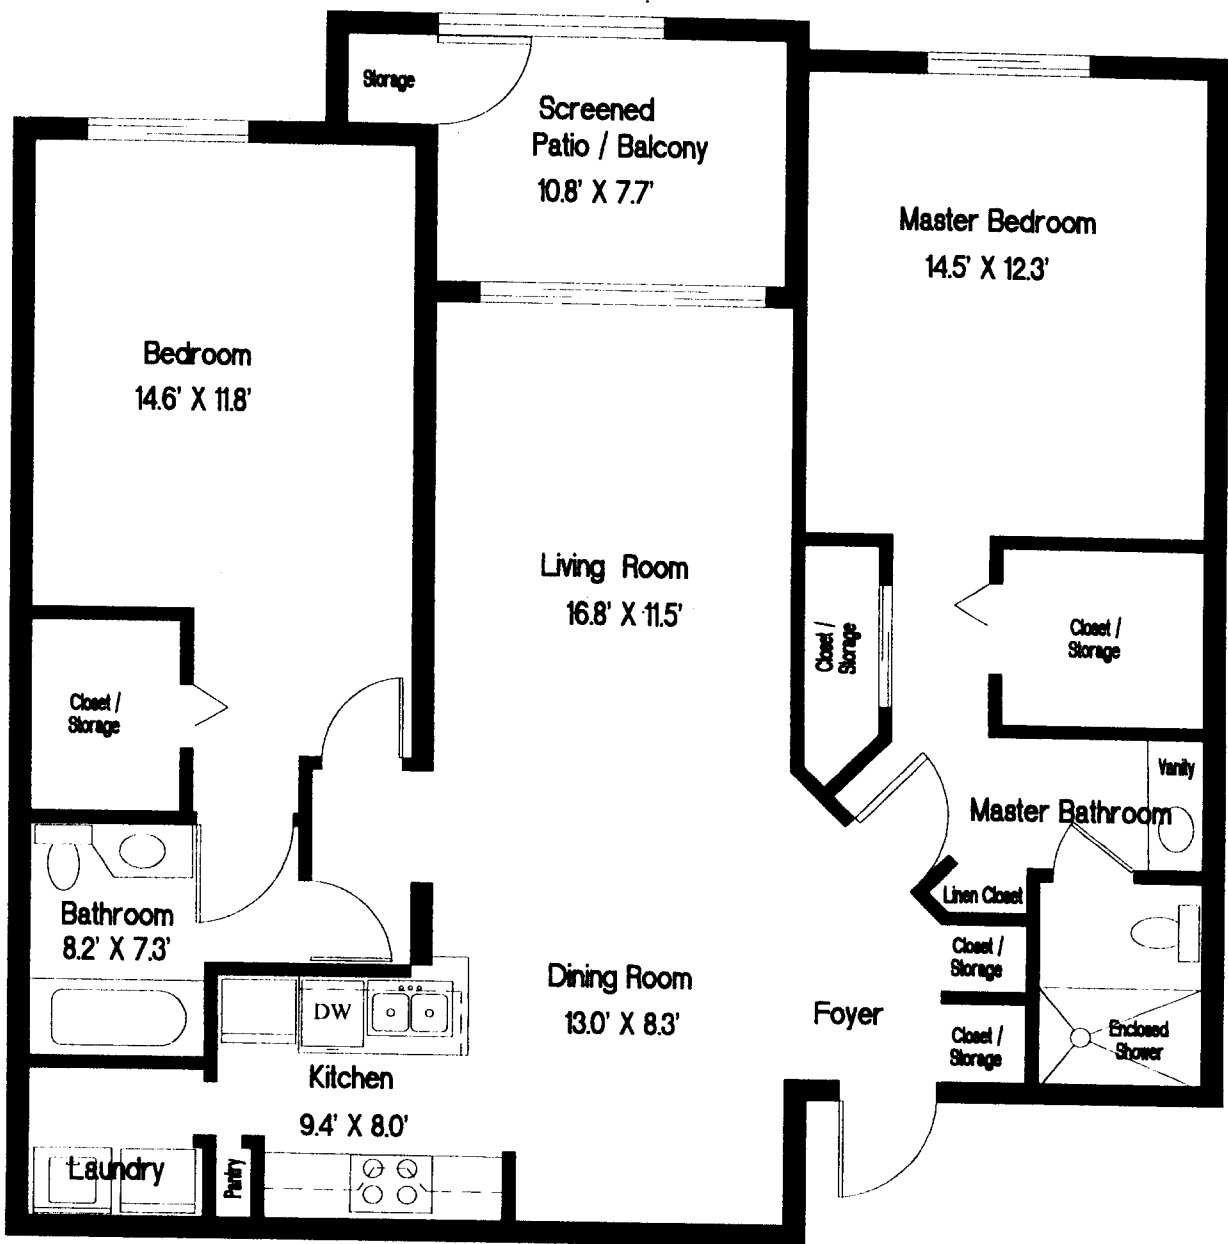 Storage
Screened
Patio / Balcony
10.8' X 7.7'
Master Bedroom
14.5' X 12.3'
Bedroom
14.6' X 11.8'
Living Room
16.8' X 11.5'
Closet /
Storage
Closet /
Storage
Closet /
Storage
Vanity
Master Bathroom
Linen Closet
Bathroom
8.2' X 7.3'
Closet /
Storage
Dining Room
13.0' X 8.3'
Foyer
DW
Closet /
Storage
Enclosed
Shower
Kitchen
9.4' X 8.0'
Laundry
Pantry